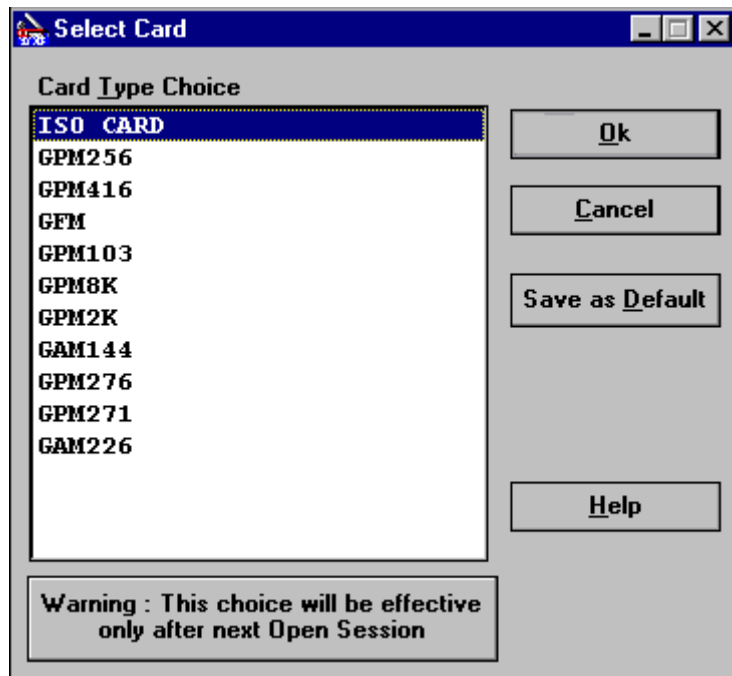 Select Card
Card Type Choice
ISO CARD
GPM256
GPM416
GFM
GPM103
GPM8K
GPM2K
GAM144
GPM276
GPM271
GAM226
Ok
Cancel
Save as Default
Help
Warning : This choice will be effective
only after next Open Session